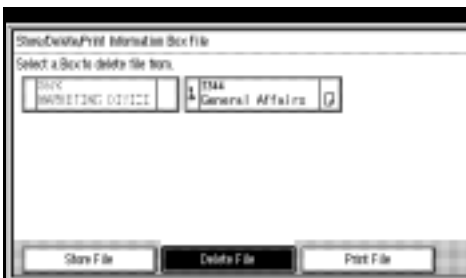 Store/Delete/Print Information Box File
Select a Box to delete file from.
MARKETING
1 3344
General Affairs
Store File
Delete File
Print File